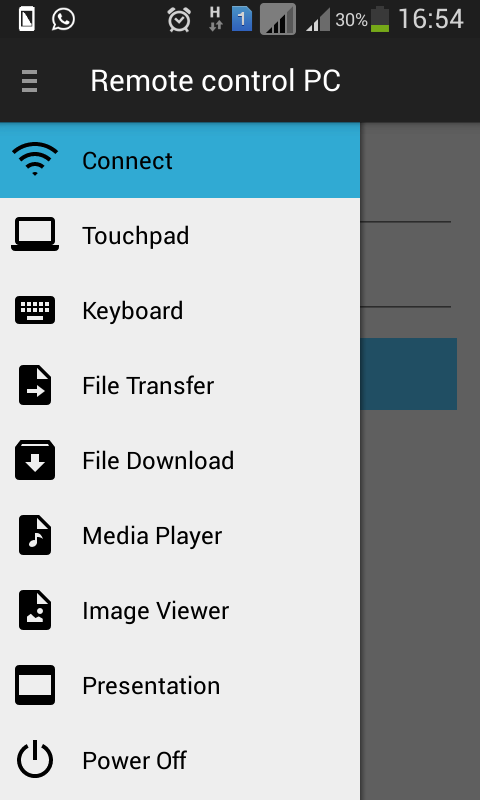 H 1 30% 16:54
Remote control PC
Connect
Touchpad
Keyboard
File Transfer
File Download
Media Player
Image Viewer
Presentation
Power Off